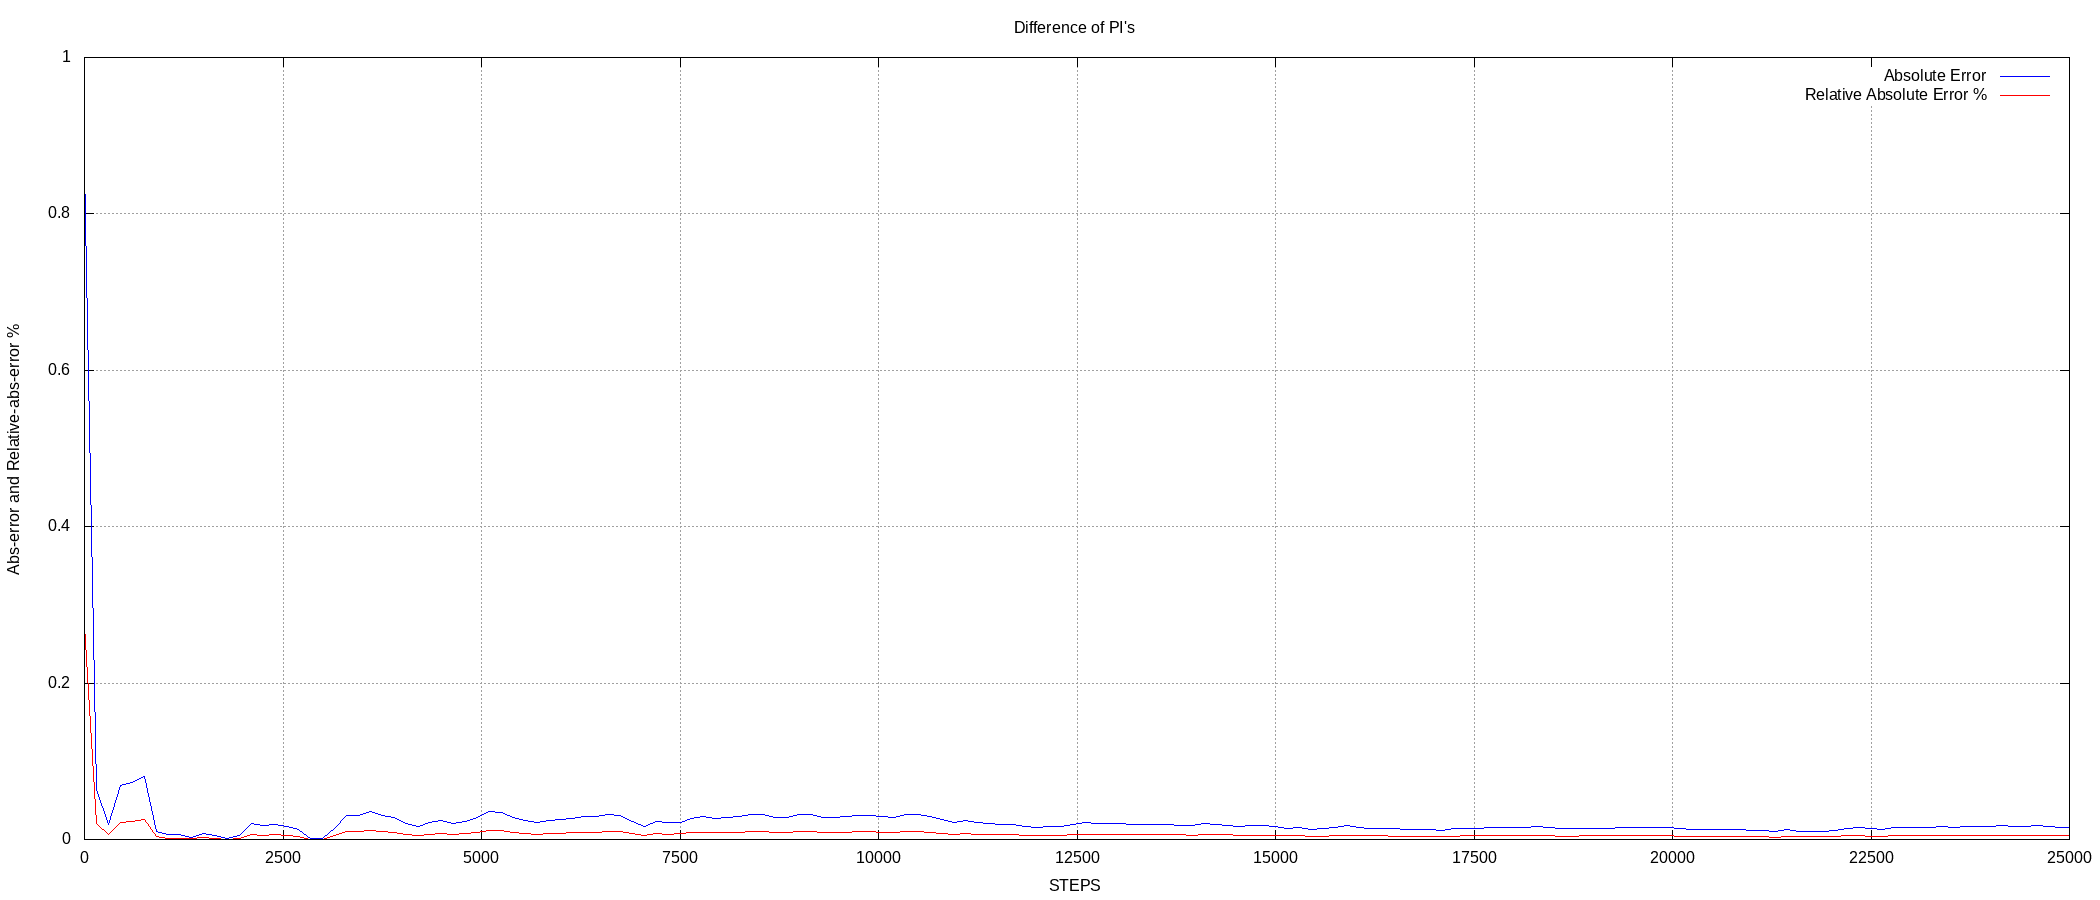 Difference of PI's
1
0.8
0.6
0.4
0.2
0
Abs-error and Relative-abs-error %
Absolute Error
Relative Absolute Error %
0 2500 5000 7500 10000 12500 15000 17500 20000 22500 25000
STEPS